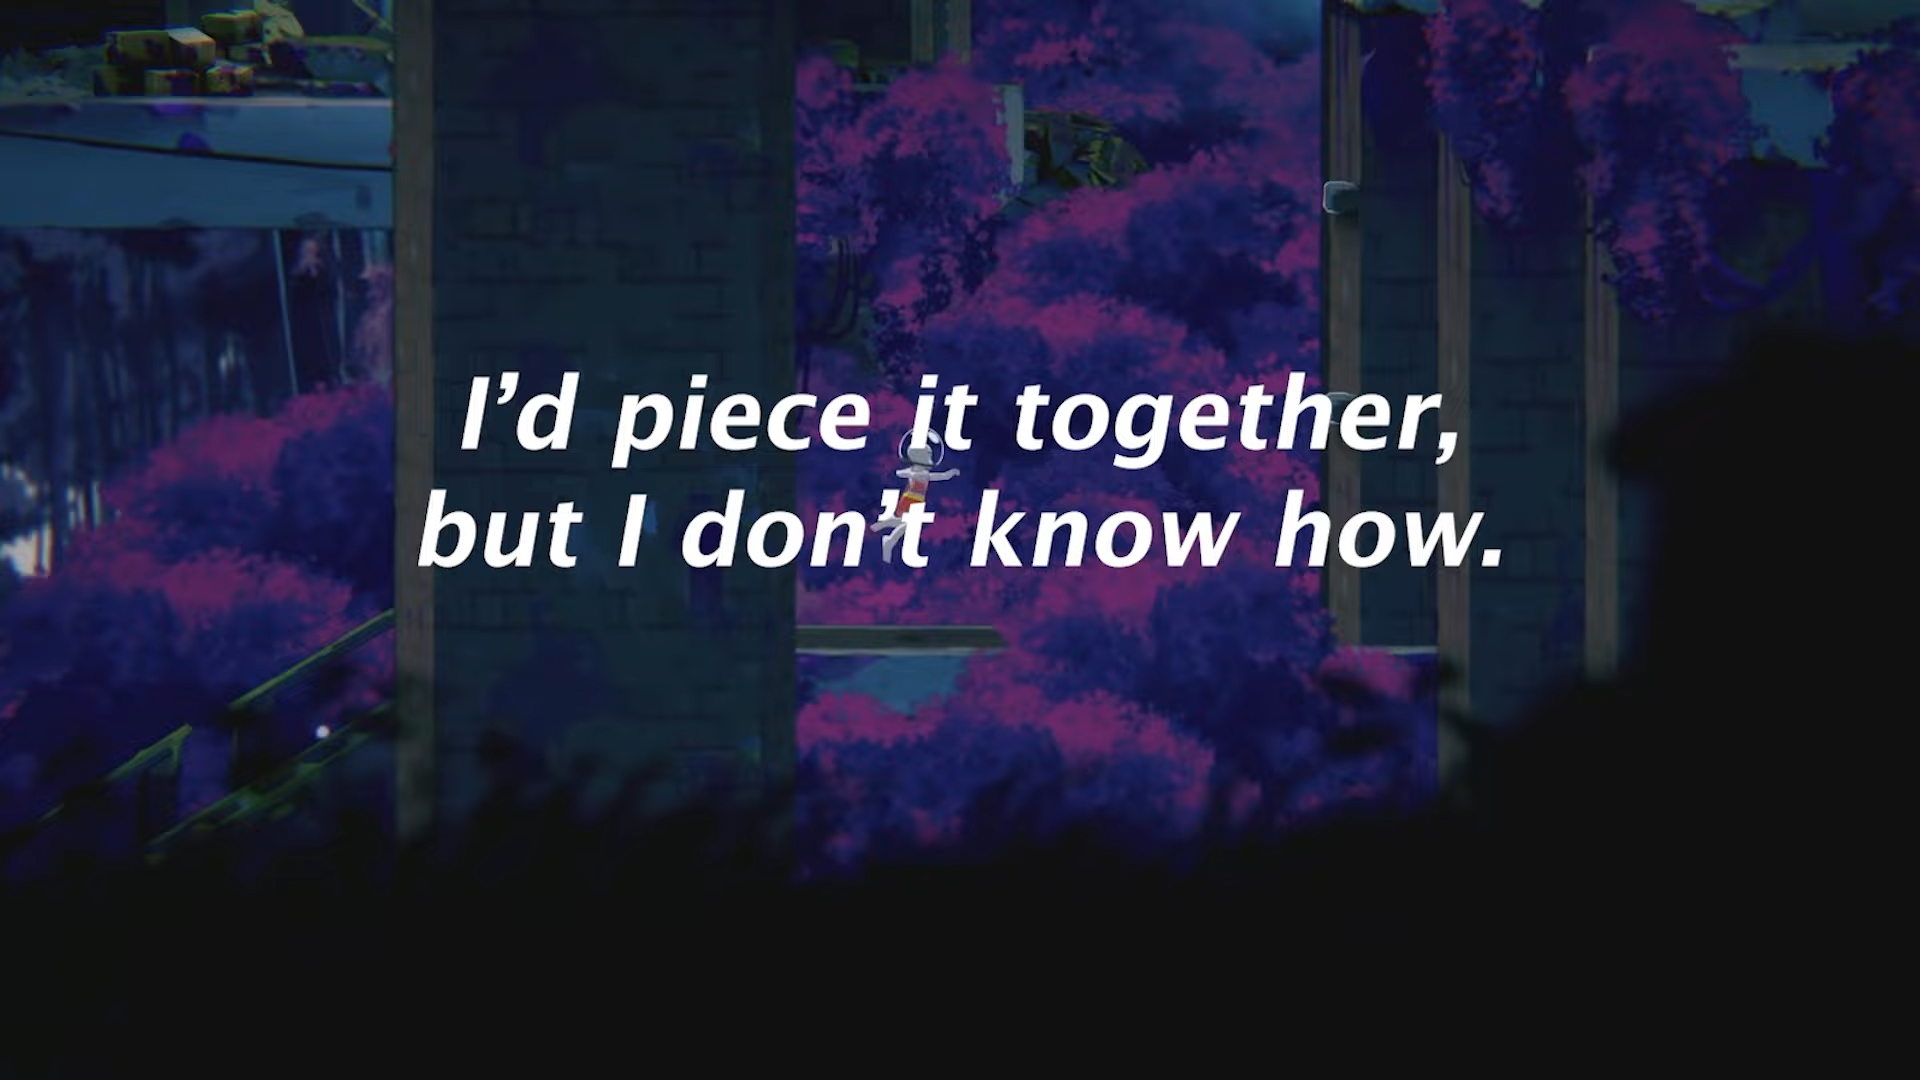 I’d piece it together,
but I don’t know how.